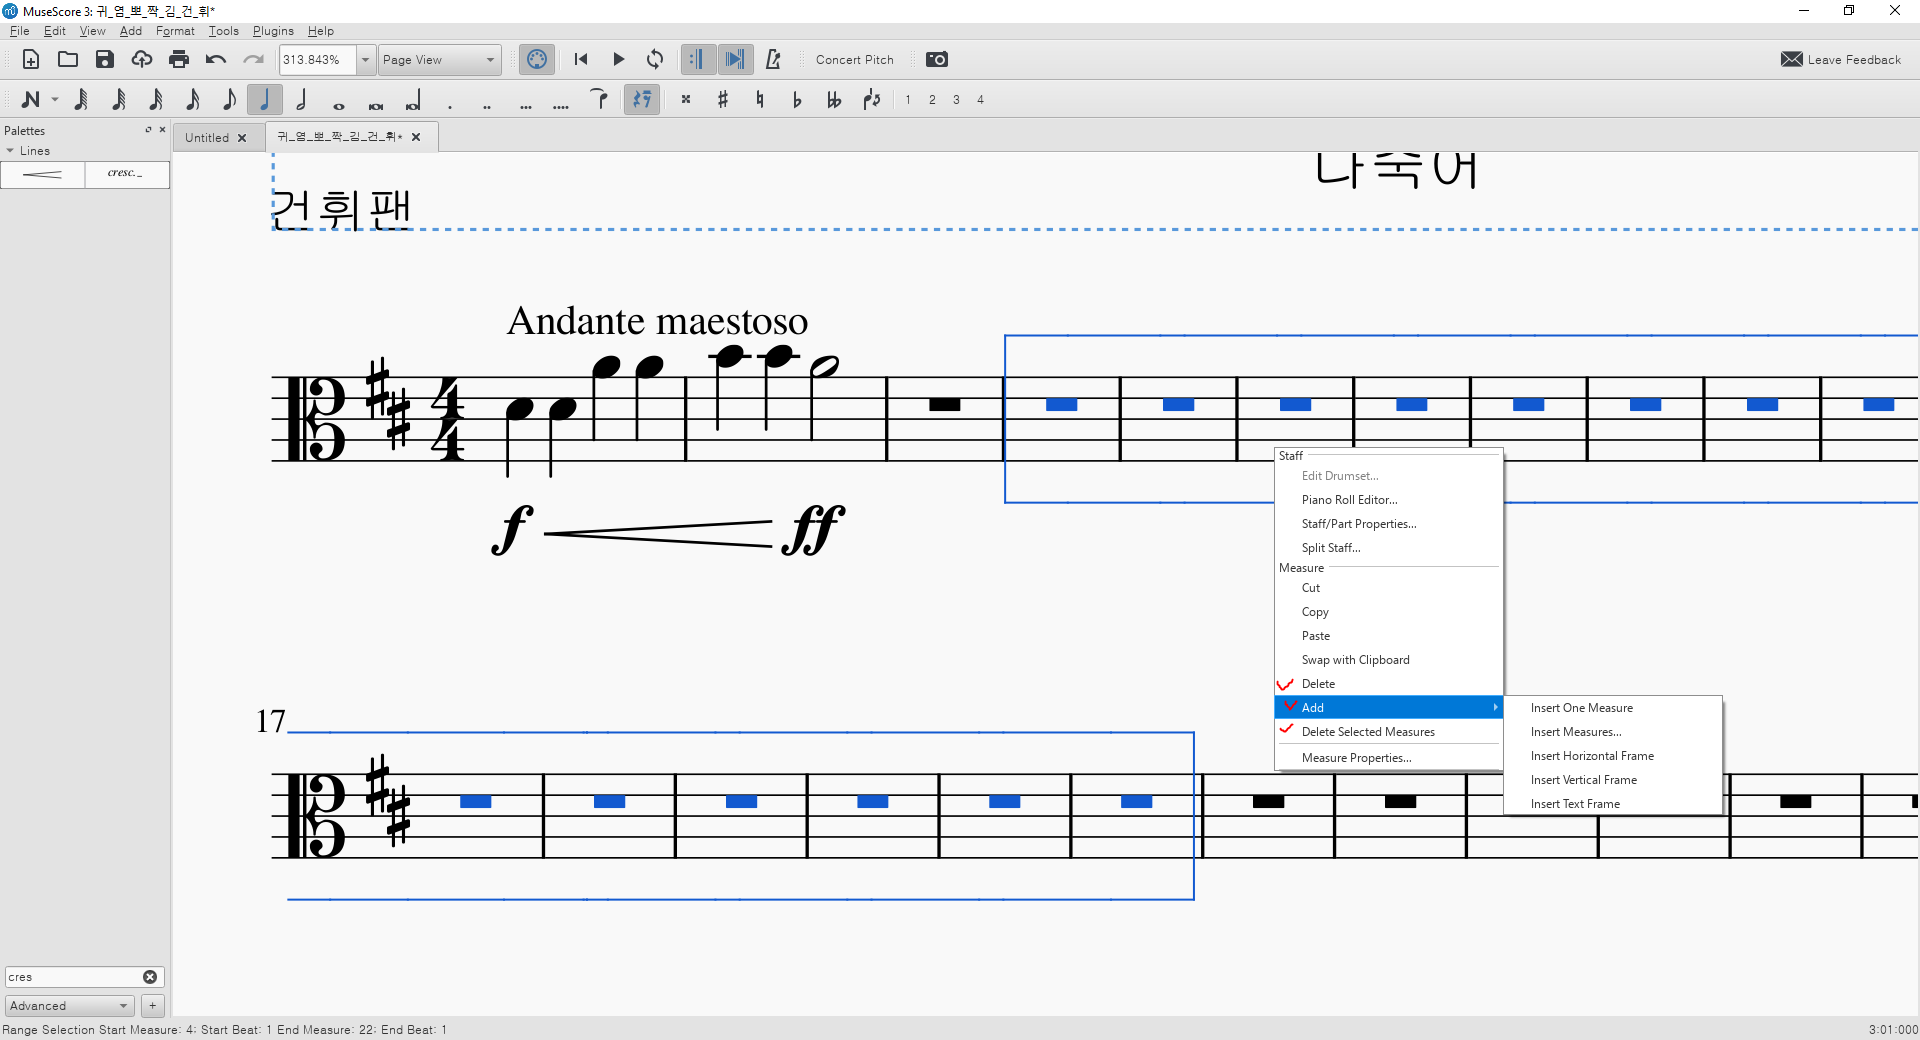 MuseScore 3: 귀_염_뽀_짝_김_건_휘*
File Edit View Add Format Tools Plugins Help
313.843% Page View Concert Pitch Leave Feedback
1 2 3 4
Palettes
Lines
cresc._
Untitled 귀_염_뽀_짝_김_건_휘*
나죽어
건휘팬
Andante maestoso
4
4
f ff
Staff
Edit Drumset...
Piano Roll Editor...
Staff/Part Properties...
Split Staff...
Measure
Cut
Copy
Paste
Swap with Clipboard
Delete
Add
Delete Selected Measures
Measure Properties...
Insert One Measure
Insert Measures...
Insert Horizontal Frame
Insert Vertical Frame
Insert Text Frame
17
cres
Advanced +
Range Selection Start Measure: 4; Start Beat: 1 End Measure: 22; End Beat: 1
3:01:000